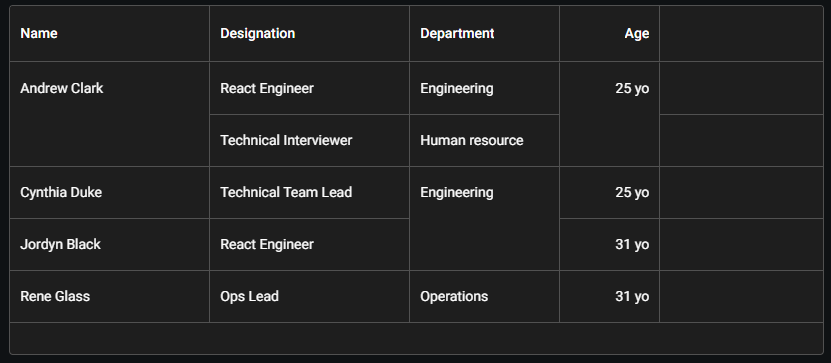 Name Designation Department Age
Andrew Clark React Engineer Engineering 25 yo
Technical Interviewer Human resource
Cynthia Duke Technical Team Lead Engineering 25 yo
Jordyn Black React Engineer 31 yo
Rene Glass Ops Lead Operations 31 yo